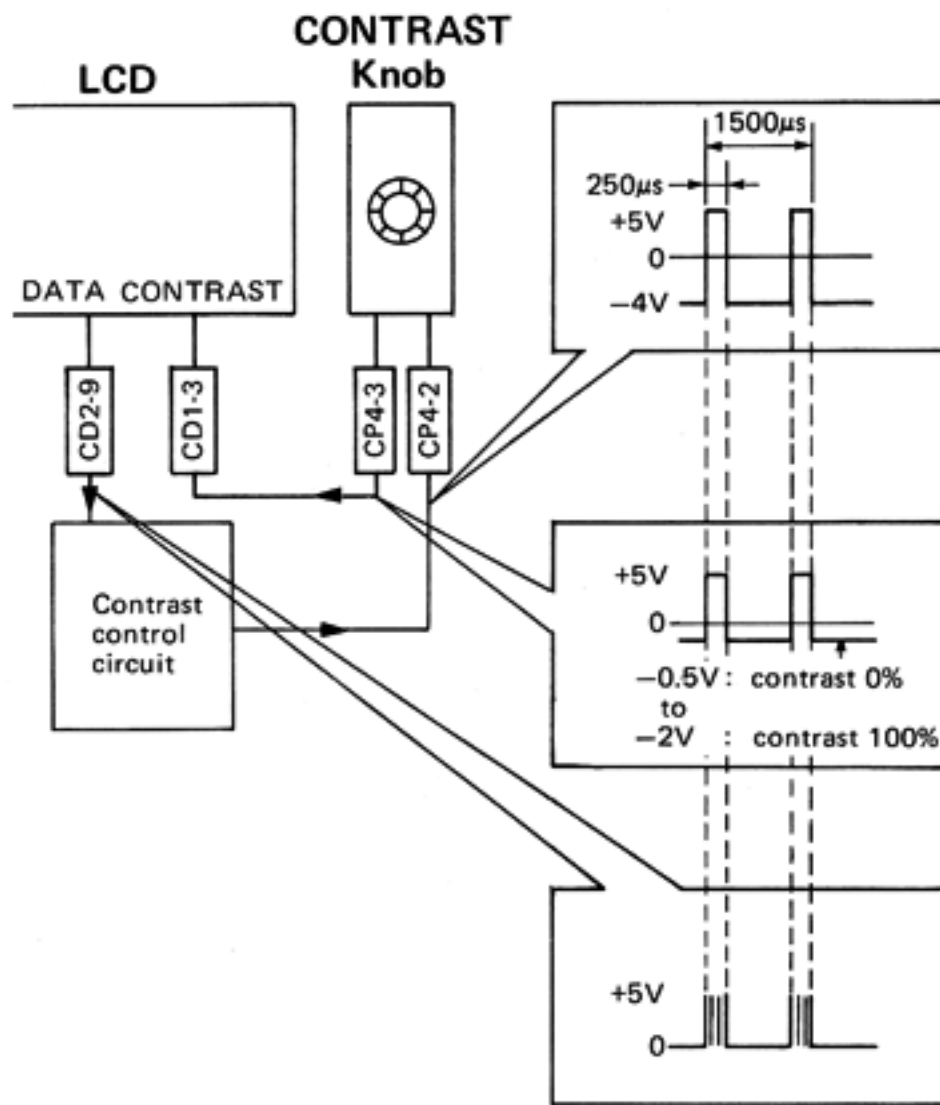 CONTRAST
Knob
LCD
DATA CONTRAST
CD2-9
CD1-3
CP4-3
CP4-2
Contrast
control
circuit
1500μs
250μs
+5V
0
−4V
+5V
0
−0.5V : contrast 0%
to
−2V : contrast 100%
+5V
0